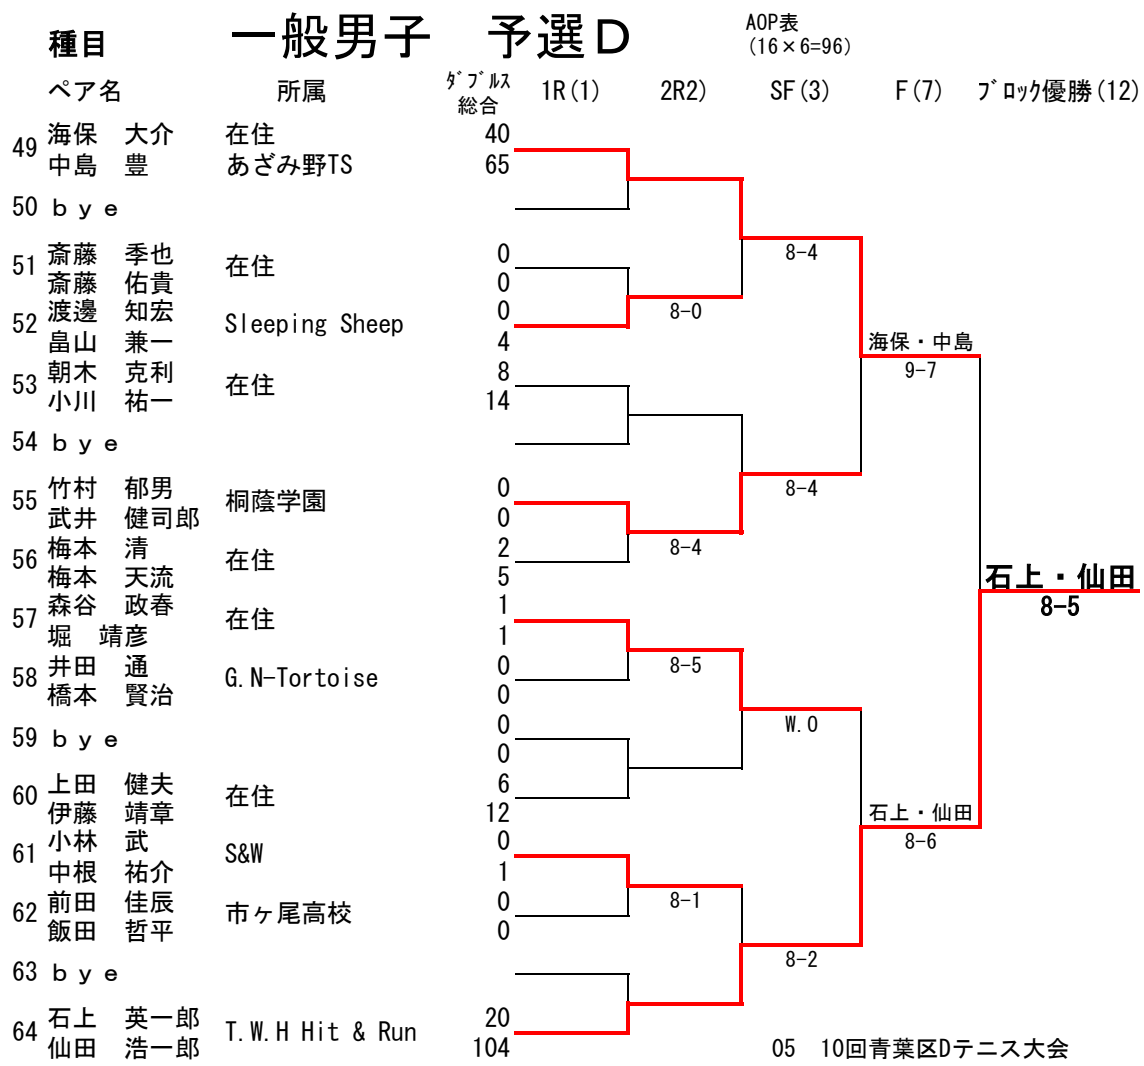 種目 一般男子 予選D AOP表
(16×6=96)
ペア名 所属 ﾀﾞﾌﾞﾙｽ 総合 1R(1) 2R2) SF(3) F(7) ﾌﾞﾛｯｸ優勝(12)
49 海保 大介 在住 40
中島 豊 あざみ野TS 65
50 ｂｙｅ
8-4
51 斎藤 季也 在住 0
斎藤 佑貴 0
52 渡邊 知宏 Sleeping Sheep 0
畠山 兼一 4
8-0
海保・中島
9-7
53 朝木 克利 在住 8
小川 祐一 14
54 ｂｙｅ
8-4
55 竹村 郁男 桐蔭学園 0
武井 健司郎 0
8-4
56 梅本 清 在住 2
梅本 天流 5
石上・仙田
8-5
57 森谷 政春 在住 1
堀 靖彦 1
58 井田 通 G.N-Tortoise 0
橋本 賢治 0
8-5
59 ｂｙｅ 0
0
W.O
60 上田 健夫 在住 6
伊藤 靖章 12
石上・仙田
8-6
61 小林 武 S&W 0
中根 祐介 1
62 前田 佳辰 市ヶ尾高校 0
飯田 哲平 0
8-1
63 ｂｙｅ
8-2
64 石上 英一郎 T.W.H Hit & Run 20
仙田 浩一郎 104
05 10回青葉区Dテニス大会